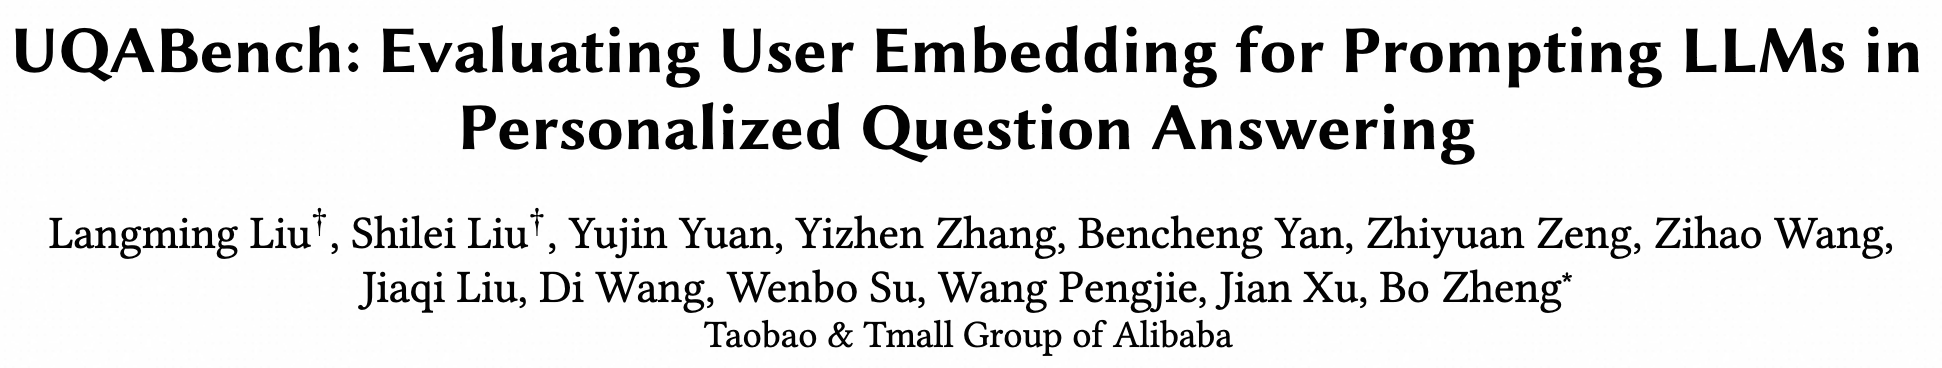 UQABench: Evaluating User Embedding for Prompting LLMs in
Personalized Question Answering
Langming Liu†, Shilei Liu†, Yujin Yuan, Yizhen Zhang, Bencheng Yan, Zhiyuan Zeng, Zihao Wang,
Jiaqi Liu, Di Wang, Wenbo Su, Wang Pengjie, Jian Xu, Bo Zheng*
Taobao & Tmall Group of Alibaba